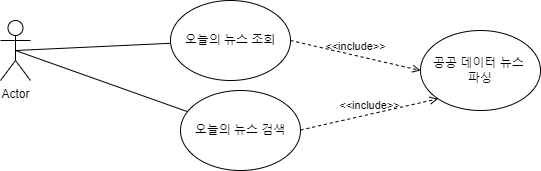 오늘의 뉴스 조회
<<include>>
공공 데이터 뉴스
파싱
Actor
<<include>>
오늘의 뉴스 검색